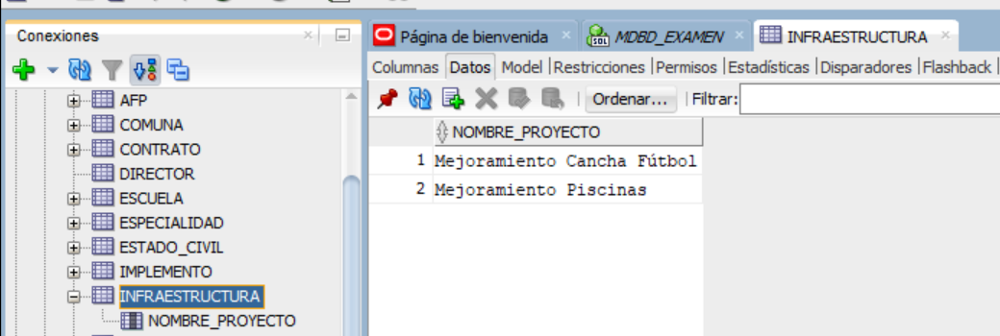 Conexiones
AFP
COMUNA
CONTRATO
DIRECTOR
ESCUELA
ESPECIALIDAD
ESTADO_CIVIL
IMPLEMENTO
INFRAESTRUCTURA
NOMBRE_PROYECTO
Página de bienvenida MDBD_EXAMEN INFRAESTRUCTURA
Columnas Datos Model |Restricciones |Permisos |Estadísticas |Disparadores |Flashback |
Ordenar... Filtrar:
NOMBRE_PROYECTO
1 Mejoramiento Cancha Fútbol
2 Mejoramiento Piscinas